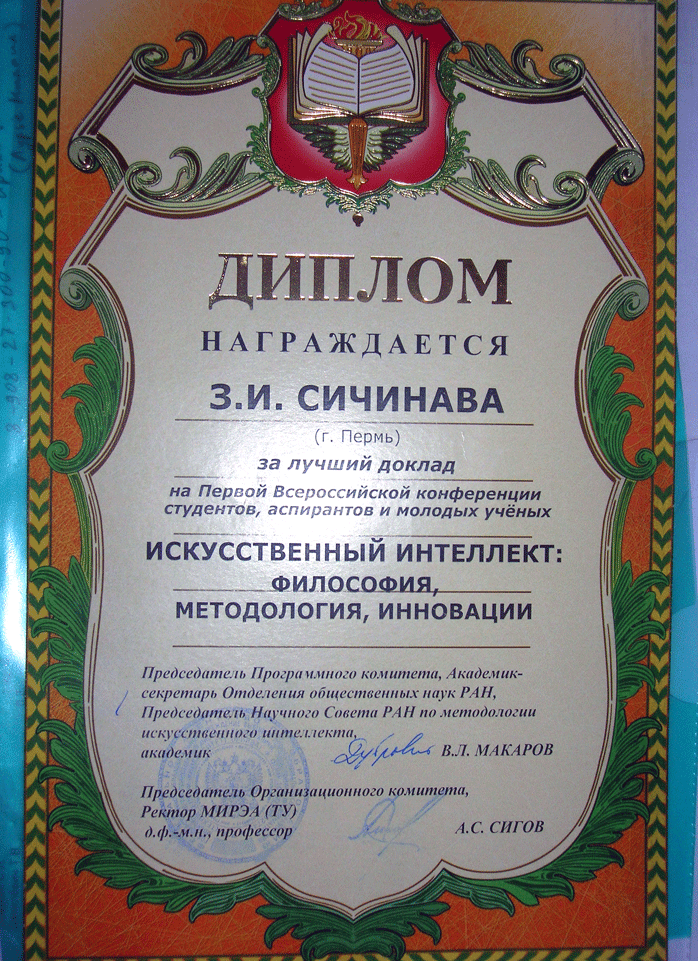 ДИПЛОМ
НАГРАЖДАЕТСЯ
З.И. СИЧИНАВА
(г. Пермь)
за лучший доклад
на Первой Всероссийской конференции
студентов, аспирантов и молодых учёных
ИСКУССТВЕННЫЙ ИНТЕЛЛЕКТ:
ФИЛОСОФИЯ,
МЕТОДОЛОГИЯ, ИННОВАЦИИ
Председатель Программного комитета, Академик-
секретарь Отделения общественных наук РАН,
Председатель Научного Совета РАН по методологии
искусственного интеллекта,
академик В.Л. МАКАРОВ
Председатель Организационного комитета,
Ректор МИРЭА (ТУ)
д.ф.-м.н., профессор А.С. СИГОВ